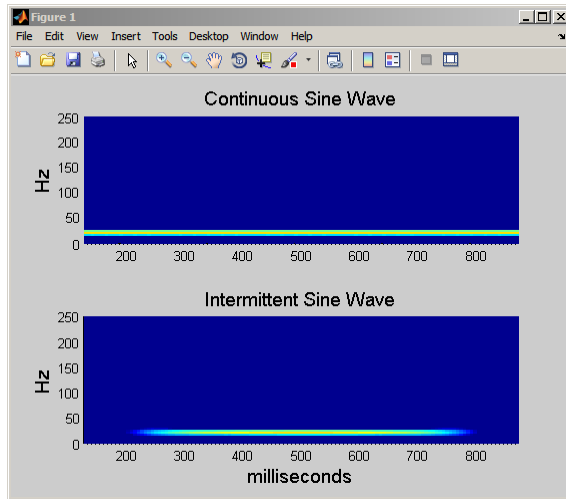 Figure 1
File Edit View Insert Tools Desktop Window Help
Continuous Sine Wave
250
200
150
100
50
0
Hz
200 300 400 500 600 700 800
Intermittent Sine Wave
250
200
150
100
50
0
Hz
200 300 400 500 600 700 800
milliseconds